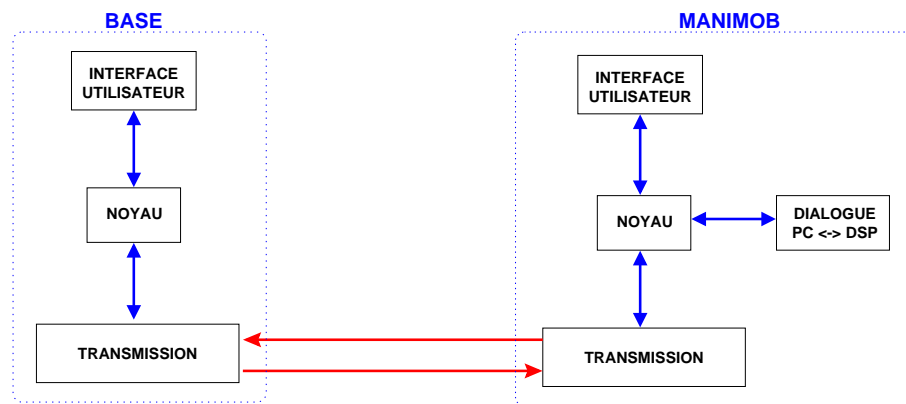 BASE
INTERFACE
UTILISATEUR
NOYAU
TRANSMISSION
MANIMOB
INTERFACE
UTILISATEUR
NOYAU
DIALOGUE
PC <-> DSP
TRANSMISSION